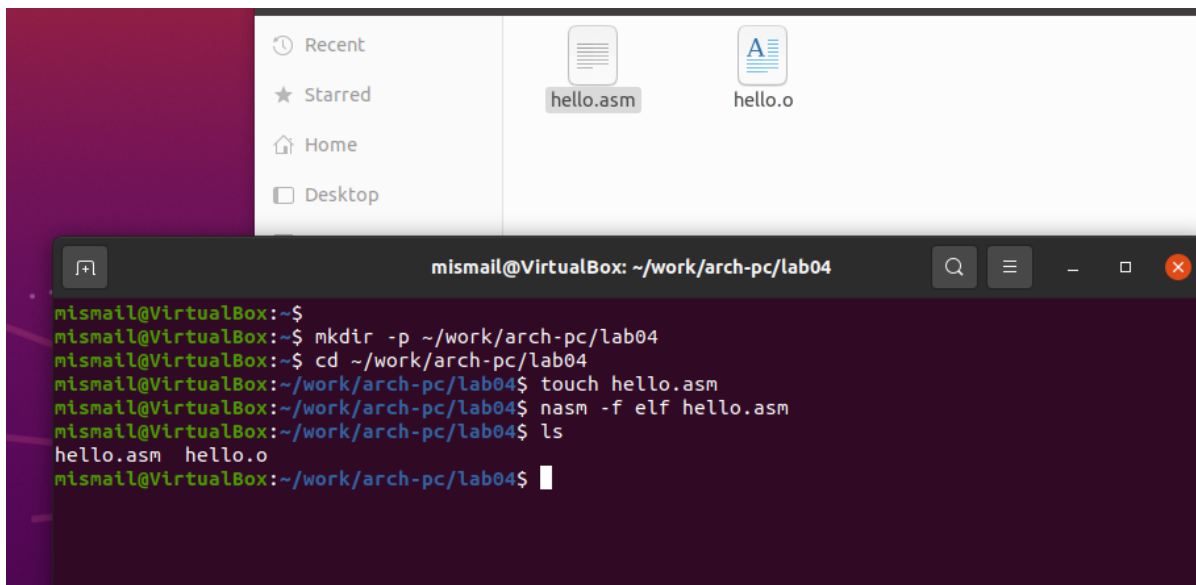 Recent
Starred
Home
Desktop
hello.asm
hello.o
mismail@VirtualBox: ~/work/arch-pc/lab04
mismail@VirtualBox:~$
mismail@VirtualBox:~$ mkdir -p ~/work/arch-pc/lab04
mismail@VirtualBox:~$ cd ~/work/arch-pc/lab04
mismail@VirtualBox:~/work/arch-pc/lab04$ touch hello.asm
mismail@VirtualBox:~/work/arch-pc/lab04$ nasm -f elf hello.asm
mismail@VirtualBox:~/work/arch-pc/lab04$ ls
hello.asm  hello.o
mismail@VirtualBox:~/work/arch-pc/lab04$